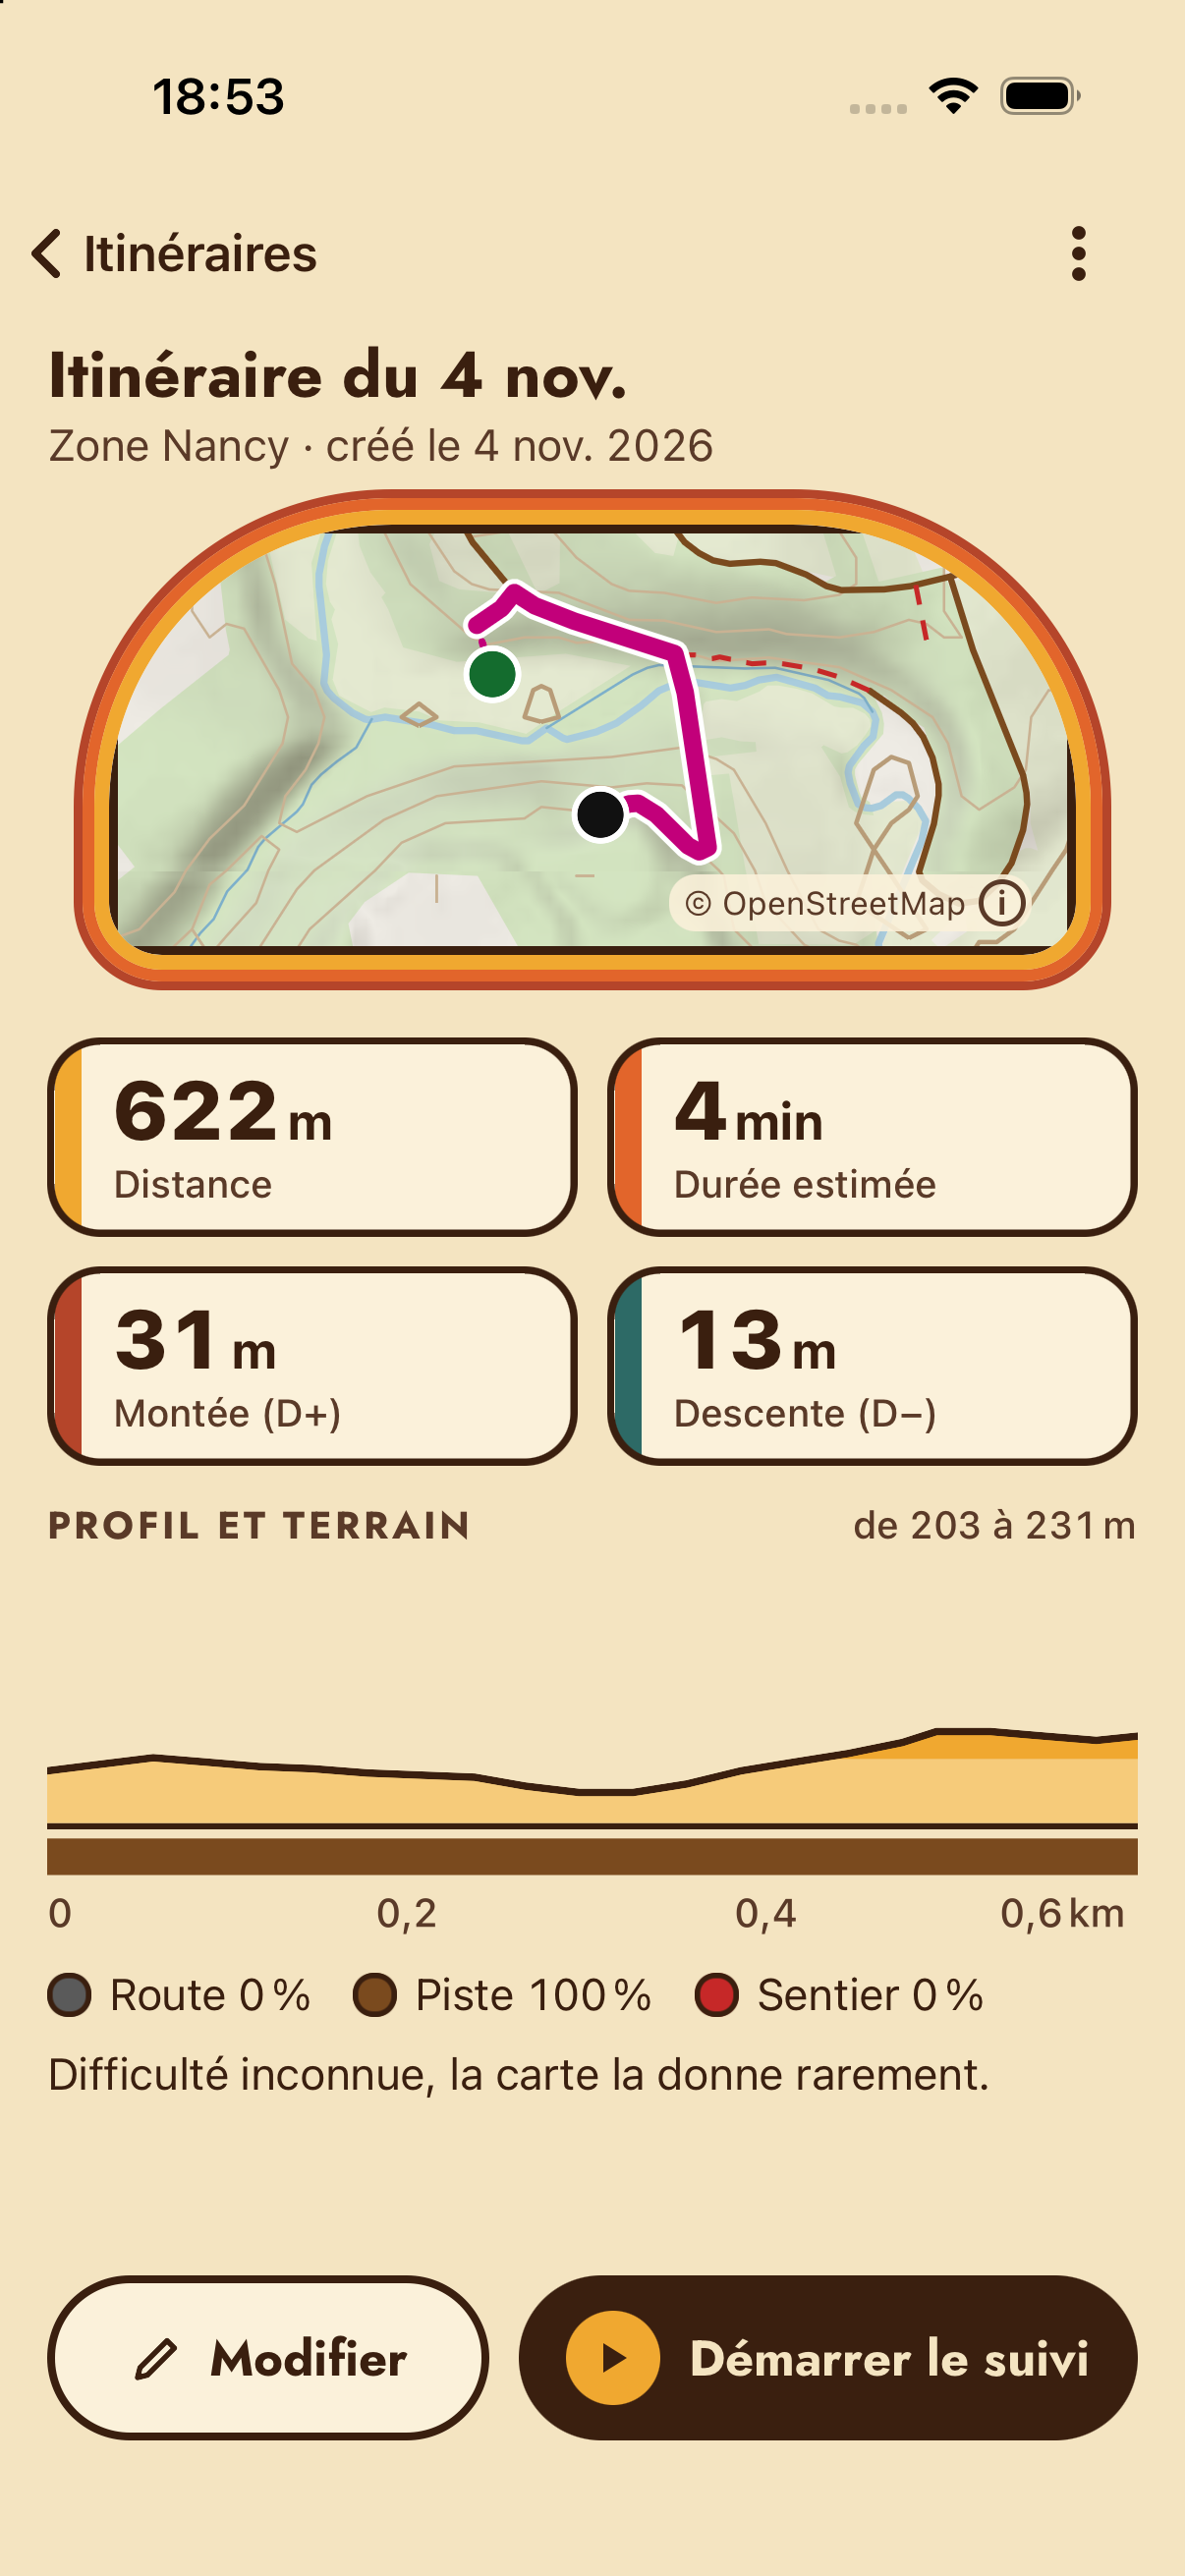 18:53
Itinéraires
Itinéraire du 4 nov.
Zone Nancy · créé le 4 nov. 2026
© OpenStreetMap i
622 m
Distance
4 min
Durée estimée
31 m
Montée (D+)
13 m
Descente (D−)
PROFIL ET TERRAIN
de 203 à 231 m
0 0,2 0,4 0,6 km
Route 0 % Piste 100 % Sentier 0 %
Difficulté inconnue, la carte la donne rarement.
Modifier
Démarrer le suivi